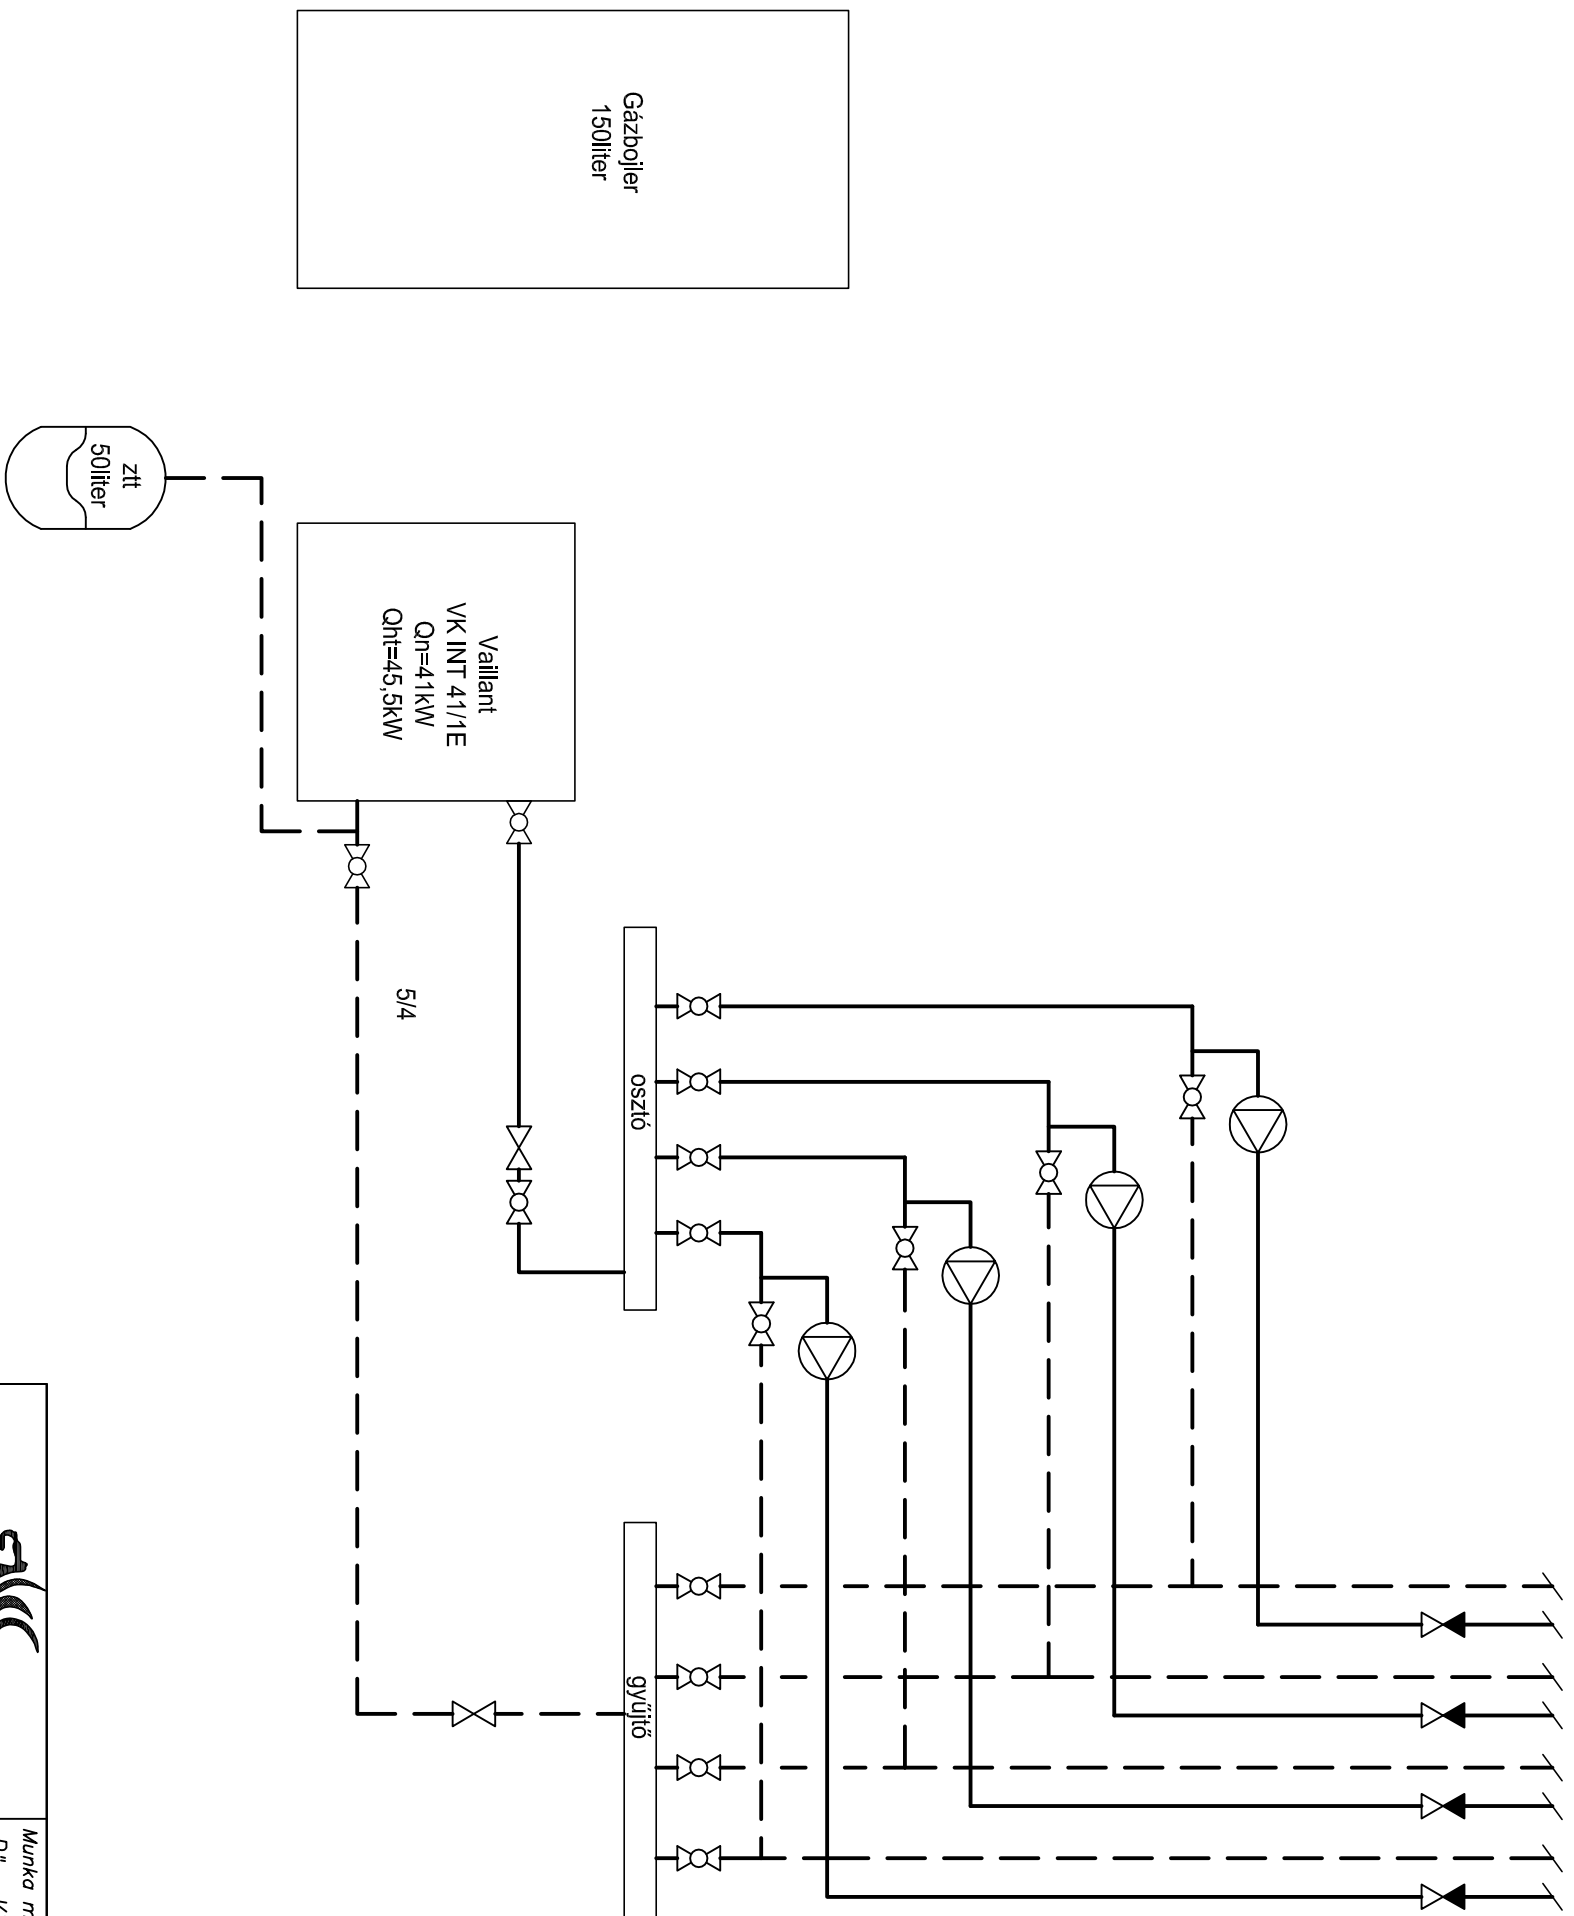 Gázbojler
150liter
ztt
50liter
Vaillant
VK INT 41/1E
Qn=41kW
Qht=45,5kW
5/4
osztó
gyűjtő
Munka